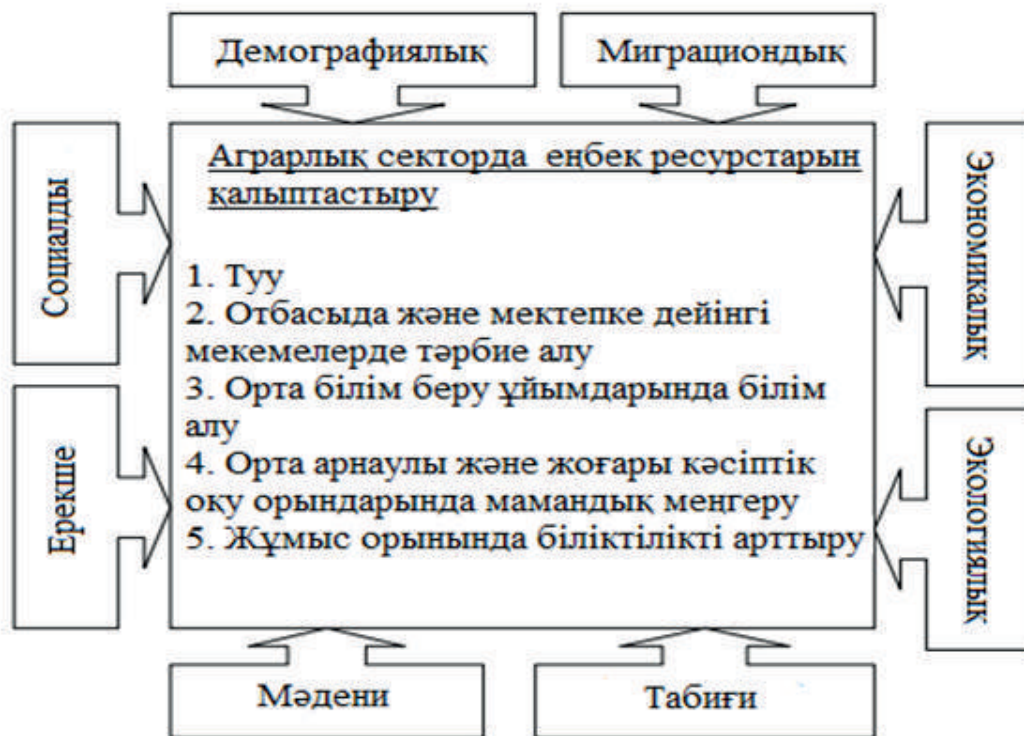 Демографиялық
Миграциондық
Социалды
Ерекше
Аграрлық секторда еңбек ресурстарын
қалыптастыру
1. Туу
2. Отбасыда және мектепке дейінгі
мекемелерде тәрбие алу
3. Орта білім беру ұйымдарында білім
алу
4. Орта арнаулы және жоғары кәсіптік
оқу орындарында мамандық меңгеру
5. Жұмыс орынында біліктілікті арттыру
Экономикалық
Экологиялық
Мәдени
Табиғи